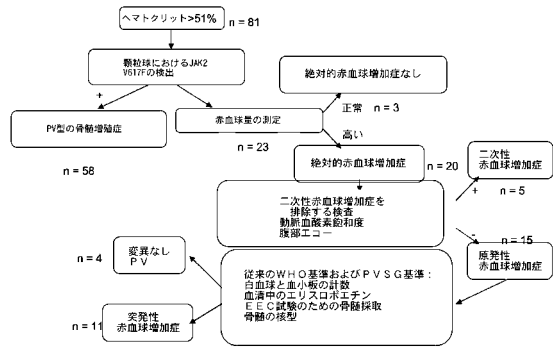 ヘマトクリット>51%
n = 81
顆粒球におけるJAK2
V617Fの検出
絶対的赤血球増加症なし
+
正常
n = 3
PV型の骨髄増殖症
赤血球量の測定
高い
n = 58
n = 23
絶対的赤血球増加症
n = 20
二次性
赤血球増加症
二次性赤血球増加症を
排除する検査
動脈血酸素飽和度
腹部エコー
+
n = 5
-
n = 15
変異なし
PV
n = 4
原発性
赤血球増加症
従来のWHO基準およびPVSG基準:
白血球と血小板の計数
血清中のエリスロポエチン
EEC試験のための骨髄採取
骨髄の核型
突発性
赤血球増加症
n = 11